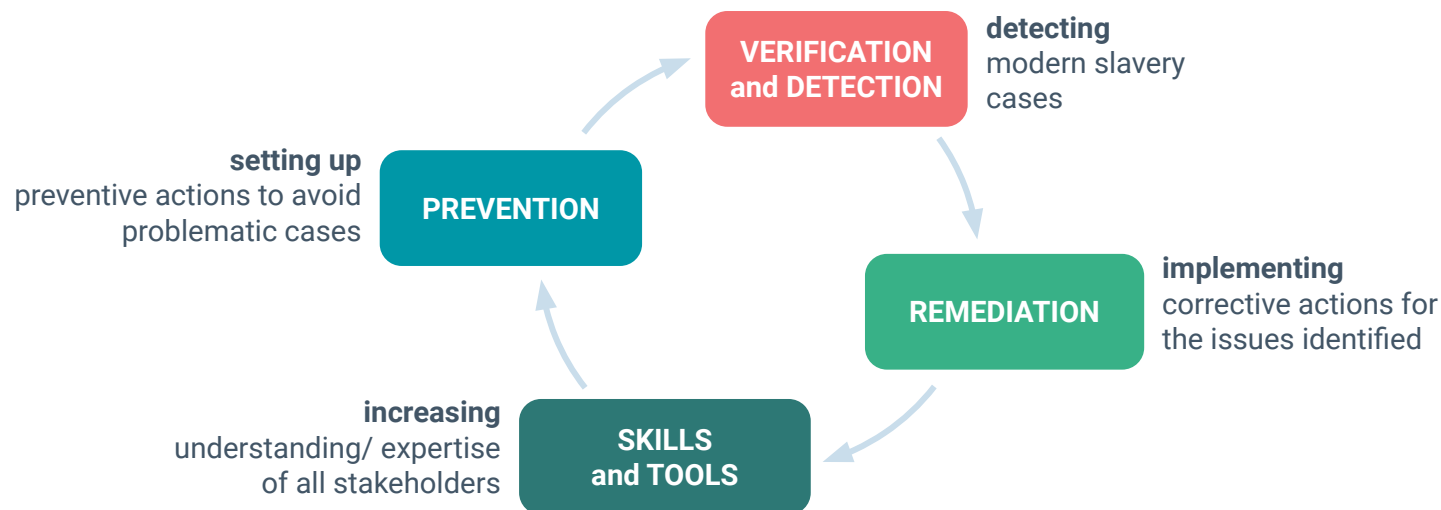 VERIFICATION
and DETECTION
detecting
modern slavery
cases
setting up
preventive actions to avoid
problematic cases
PREVENTION
REMEDIATION
implementing
corrective actions for
the issues identified
increasing
understanding/ expertise
of all stakeholders
SKILLS
and TOOLS